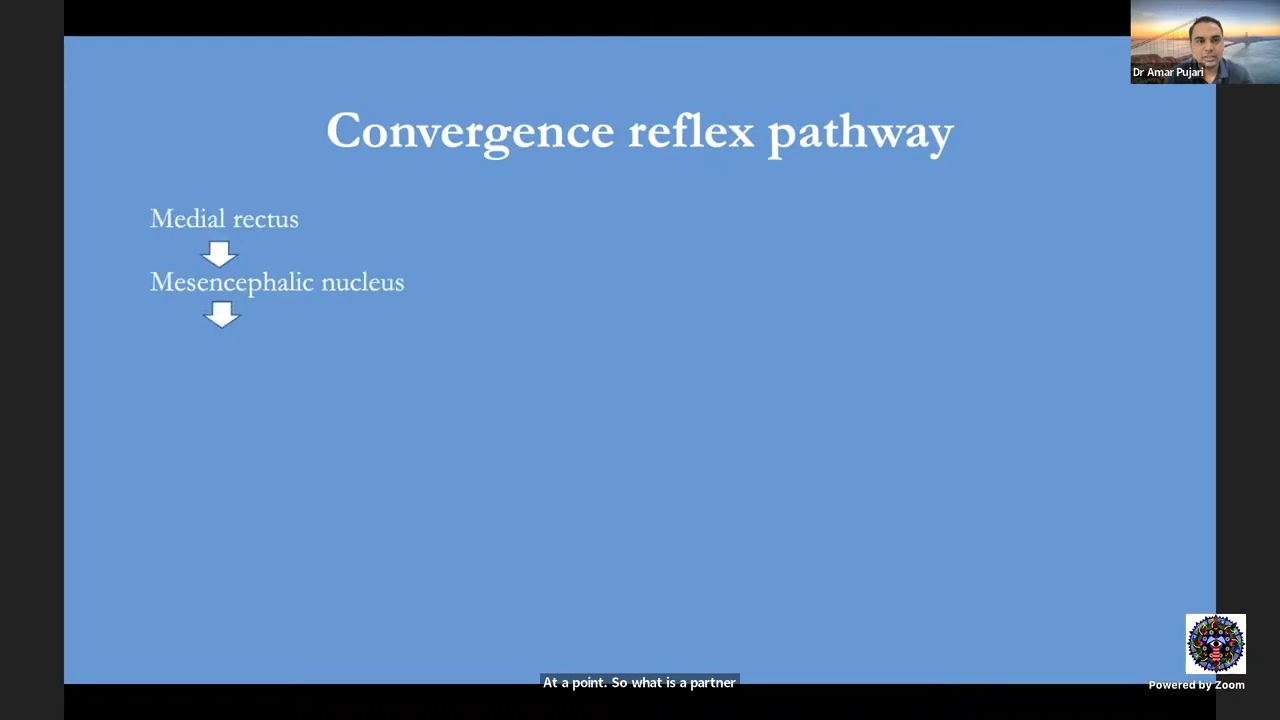 Dr Amar Pujari
Convergence reflex pathway
Medial rectus
Mesencephalic nucleus
At a point. So what is a partner
Powered by Zoom